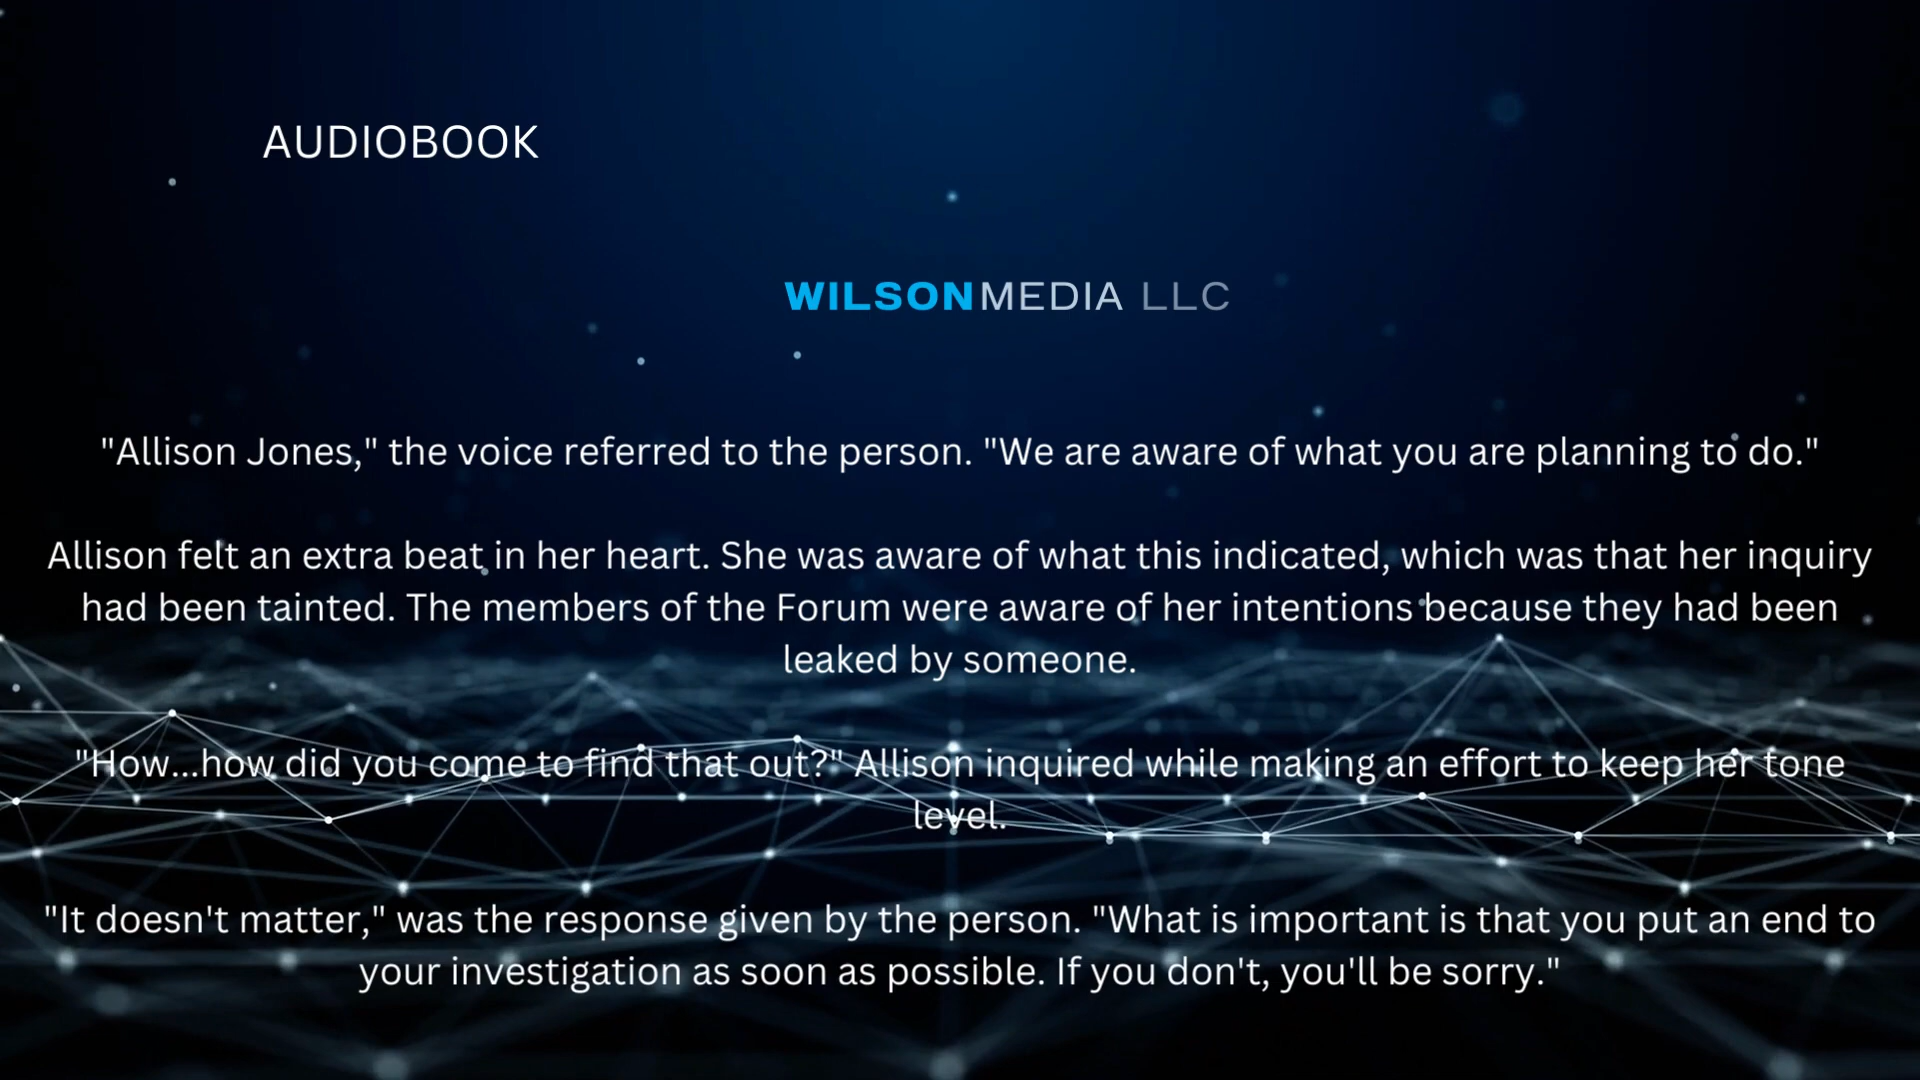 AUDIOBOOK
WILSONMEDIA LLC
"Allison Jones," the voice referred to the person. "We are aware of what you are planning to do."
Allison felt an extra beat in her heart. She was aware of what this indicated, which was that her inquiry
had been tainted. The members of the Forum were aware of her intentions because they had been
leaked by someone.
"How...how did you come to find that out?" Allison inquired while making an effort to keep her tone
level.
"It doesn't matter," was the response given by the person. "What is important is that you put an end to
your investigation as soon as possible. If you don't, you'll be sorry."